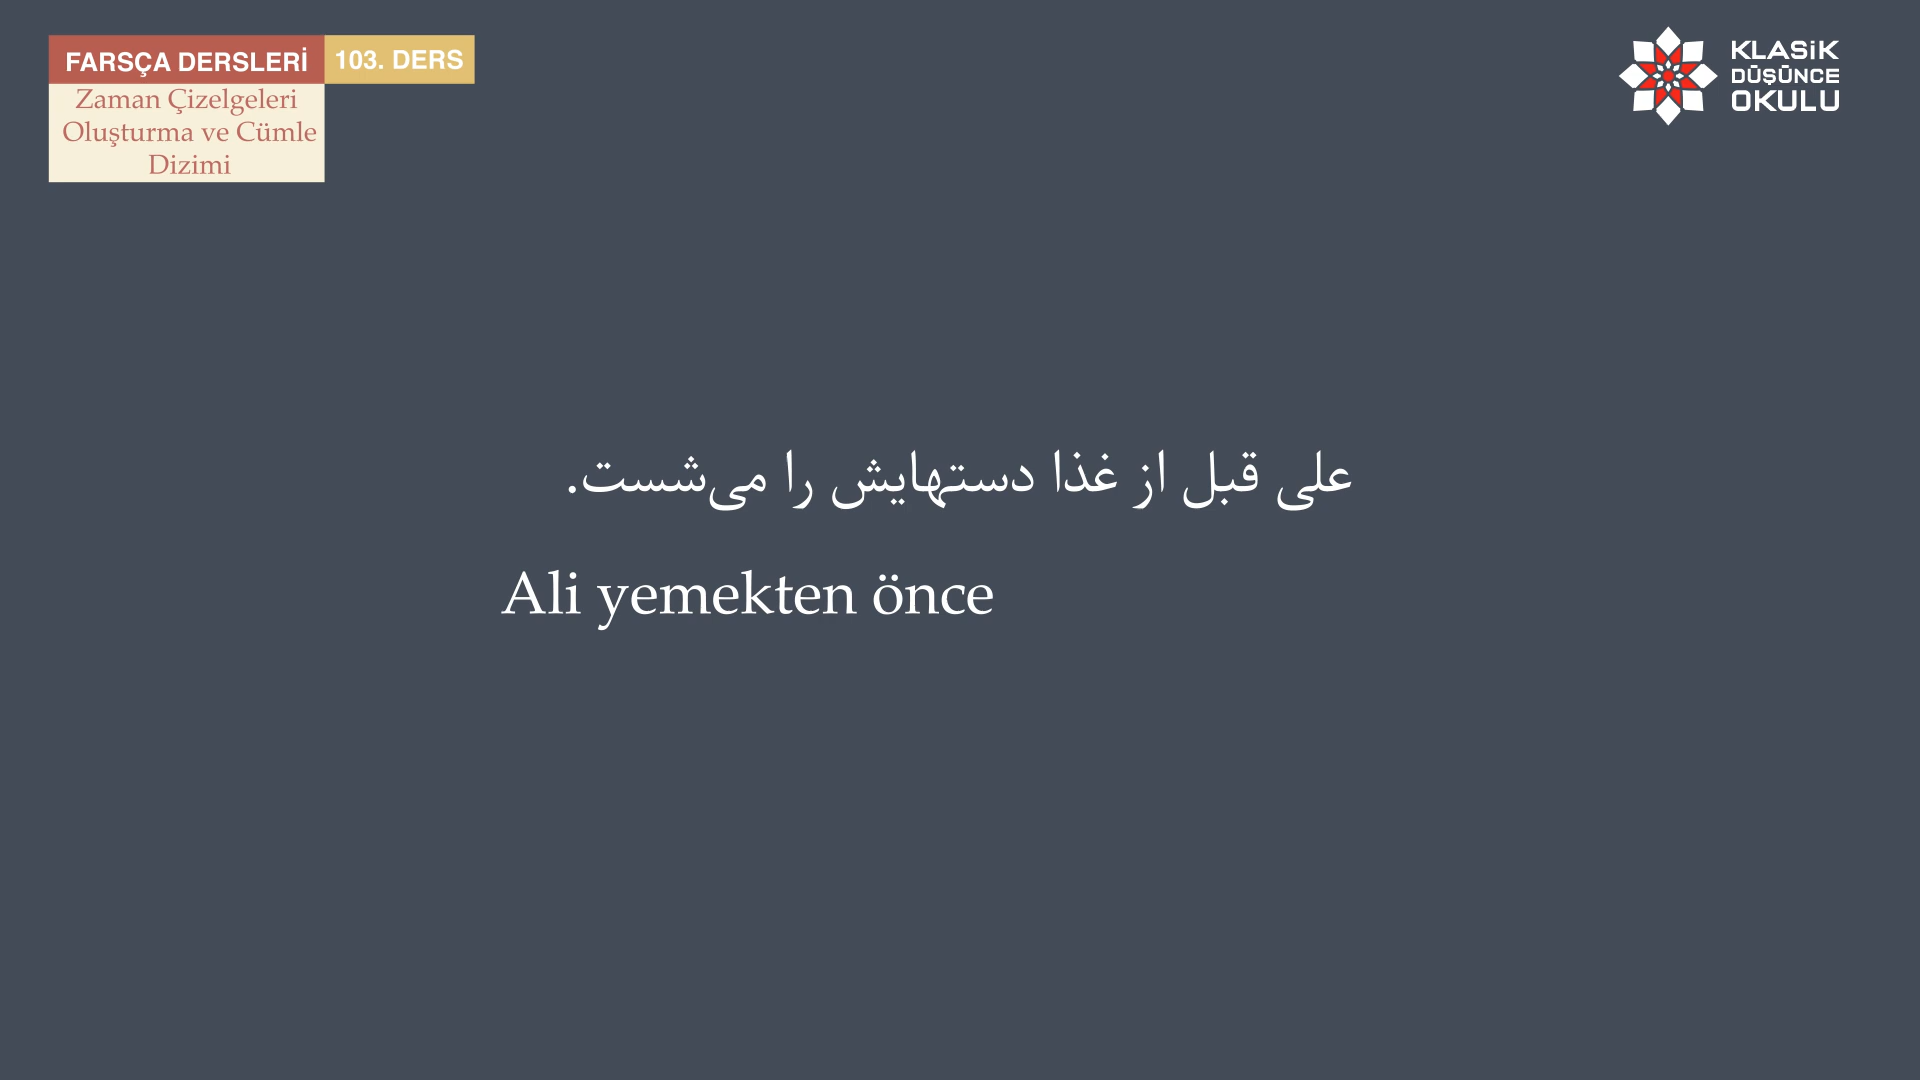 FARSÇA DERSLERİ
103. DERS
Zaman Çizelgeleri
Oluşturma ve Cümle
Dizimi
KLASiK
DÜŞÜNCE
OKULU
علی قبل از غذا دستهایش را می‌شست.
Ali yemekten önce